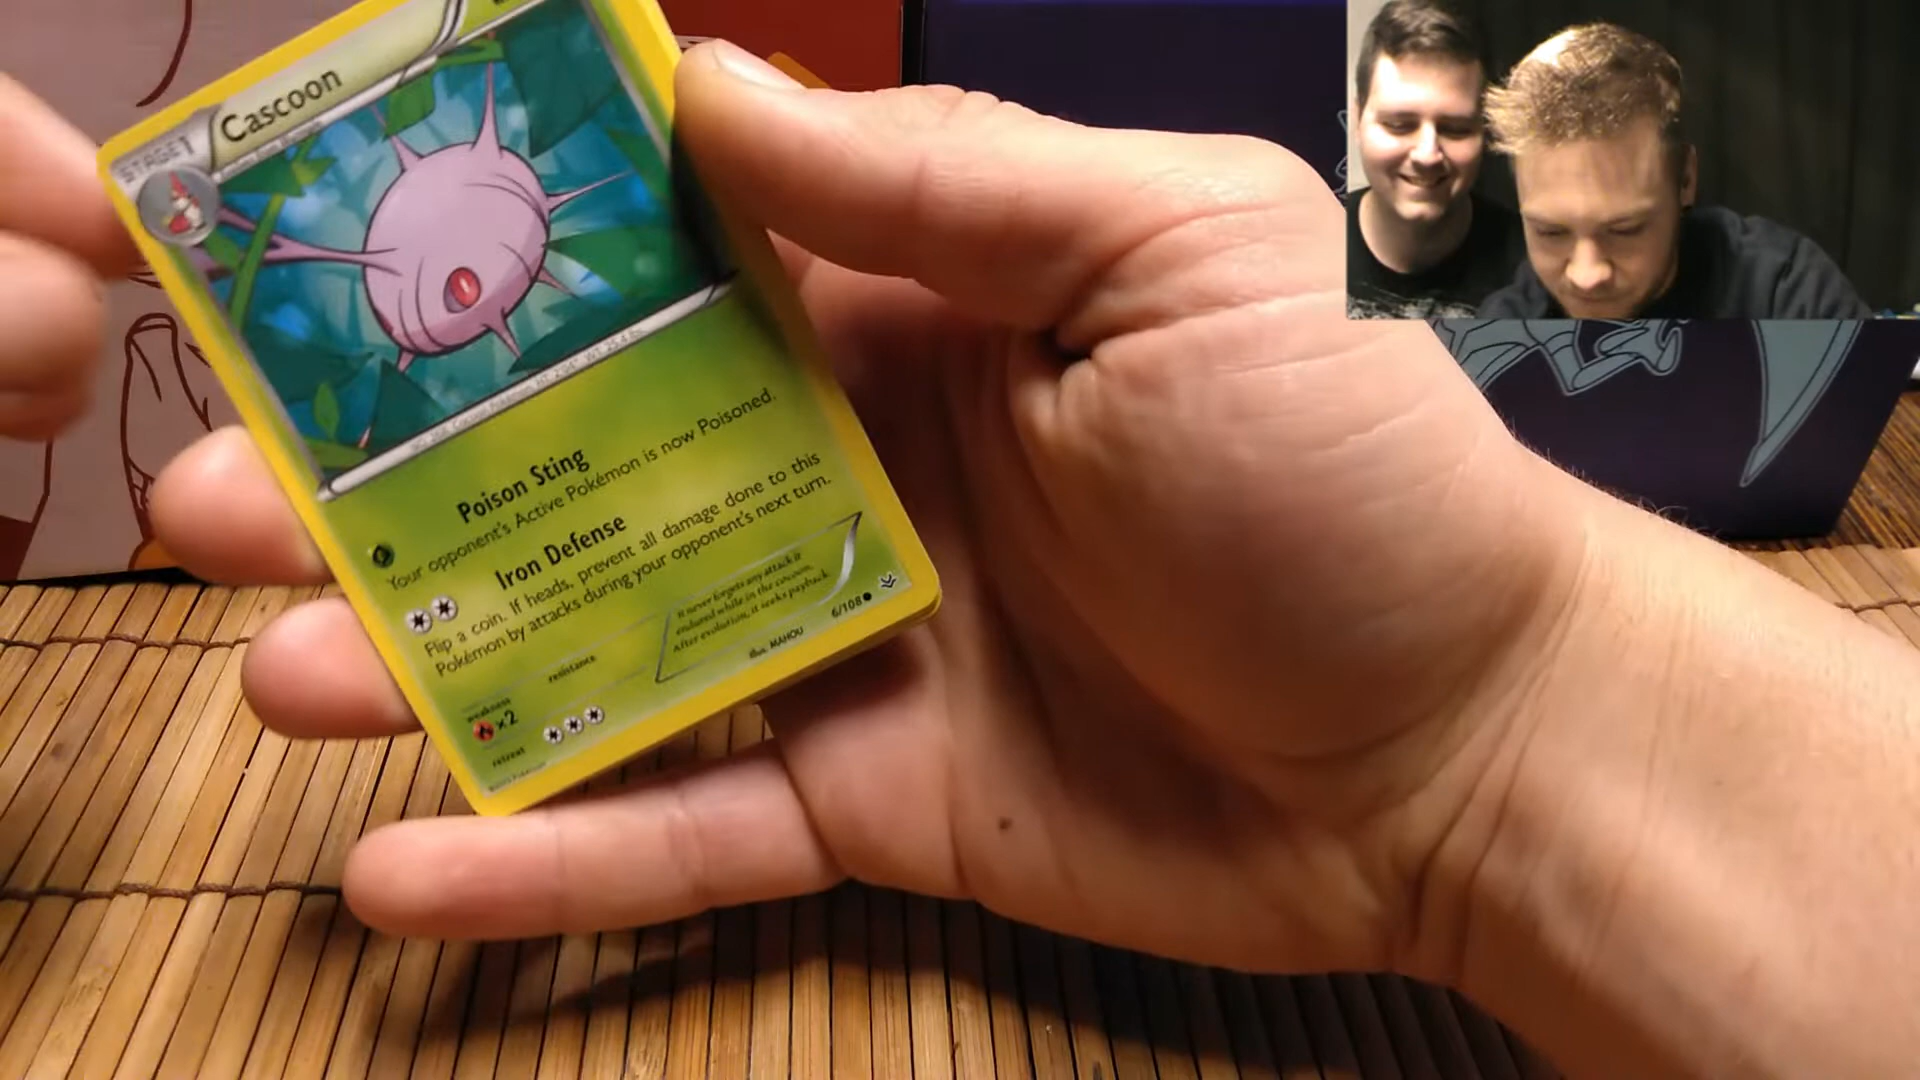 STAGE1
Cascoon
Poison Sting
Your opponent's Active Pokémon is now Poisoned.
Iron Defense
Flip a coin. If heads, prevent all damage done to this
Pokémon by attacks during your opponent's next turn.
It never forgets any attack it
endured while in the cocoon.
After evolution, it seeks payback.
Illus. MAHOU
6/108
weakness
resistance
×2
retreat